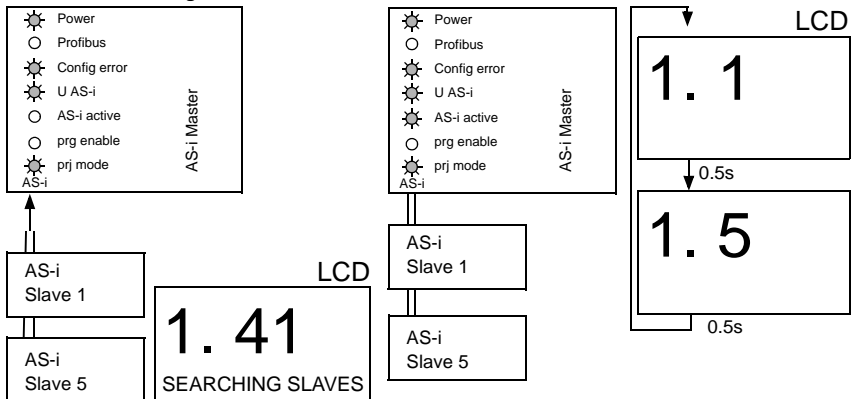 Power
Profibus
Config error
U AS-i
AS-i active
prg enable
prj mode
AS-i
AS-i Master
AS-i
Slave 1
AS-i
Slave 5
LCD
1. 41
SEARCHING SLAVES
Power
Profibus
Config error
U AS-i
AS-i active
prg enable
prj mode
AS-i
AS-i Master
AS-i
Slave 1
AS-i
Slave 5
LCD
1. 1
0.5s
1. 5
0.5s